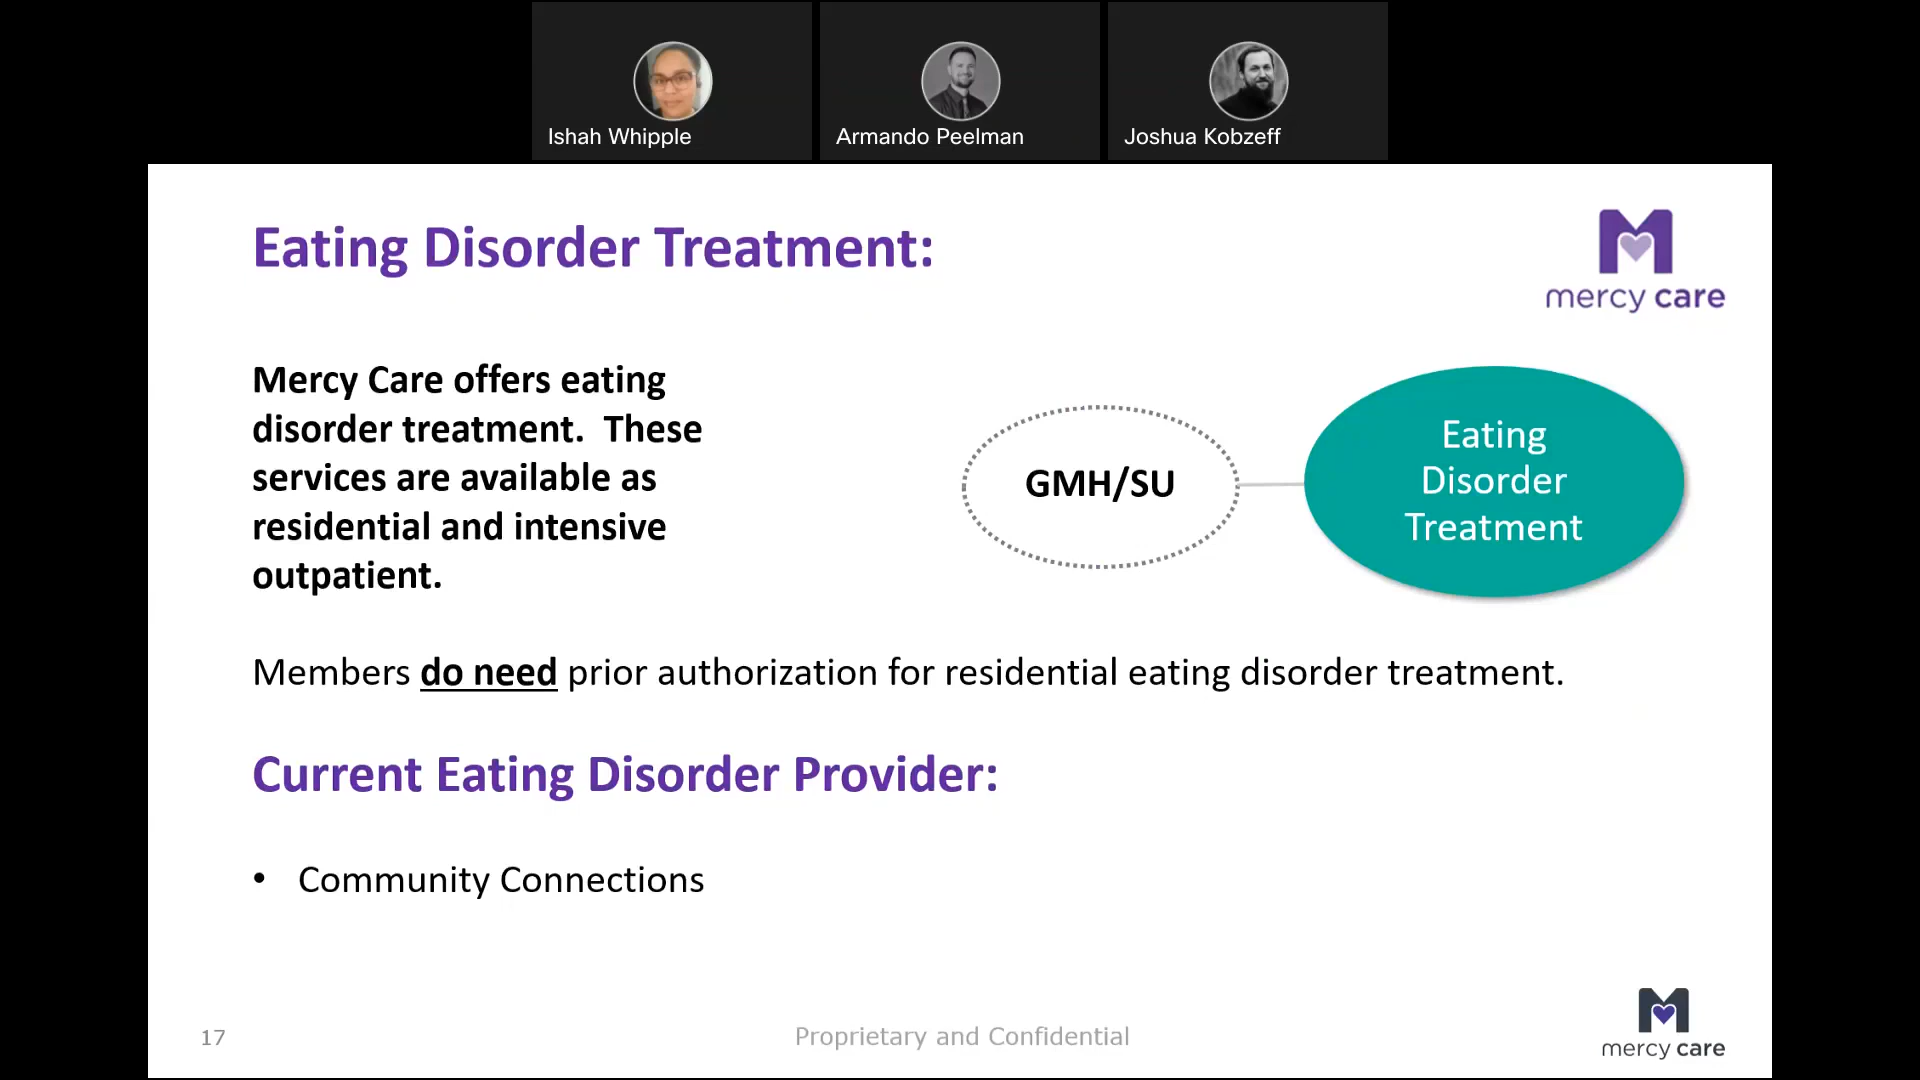 Ishah Whipple
Armando Peelman
Joshua Kobzeff
Eating Disorder Treatment:
mercy care
Mercy Care offers eating
disorder treatment.  These
services are available as
residential and intensive
outpatient.
GMH/SU
Eating
Disorder
Treatment
Members do need prior authorization for residential eating disorder treatment.
Current Eating Disorder Provider:
• Community Connections
17
Proprietary and Confidential
mercy care